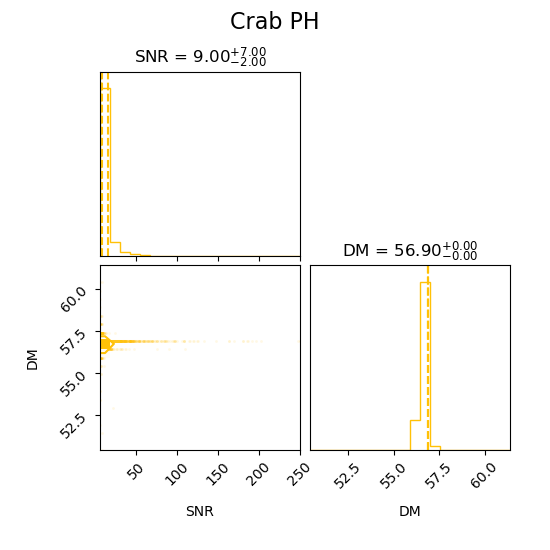 Crab PH
SNR = 9.00+7.00−2.00
DM = 56.90+0.00−0.00
60.0
57.5
55.0
52.5
DM
50 100 150 200 250
SNR
52.5 55.0 57.5 60.0
DM